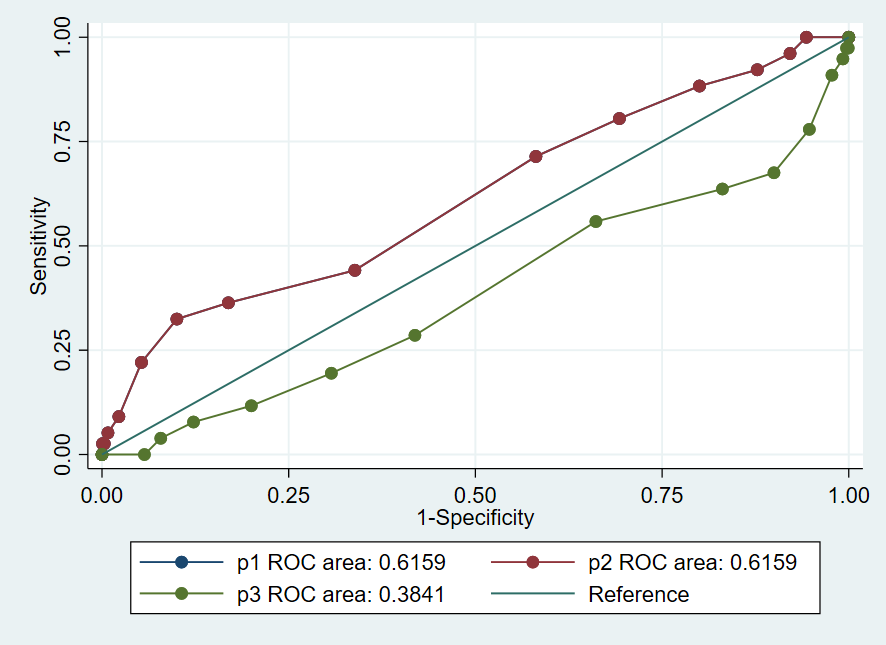 1.00
0.75
Sensitivity
0.50
0.25
0.00
0.00 0.25 0.50 0.75 1.00
1-Specificity
p1 ROC area: 0.6159 p2 ROC area: 0.6159
p3 ROC area: 0.3841 Reference